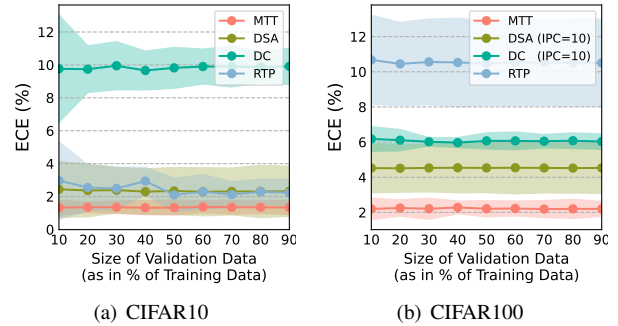 12
10
8
6
4
2
0
ECE (%)
MTT
DSA
DC
RTP
10 20 30 40 50 60 70 80 90
Size of Validation Data
(as in % of Training Data)
(a) CIFAR10
12
10
8
6
4
2
ECE (%)
MTT
DSA (IPC=10)
DC (IPC=10)
RTP
10 20 30 40 50 60 70 80 90
Size of Validation Data
(as in % of Training Data)
(b) CIFAR100